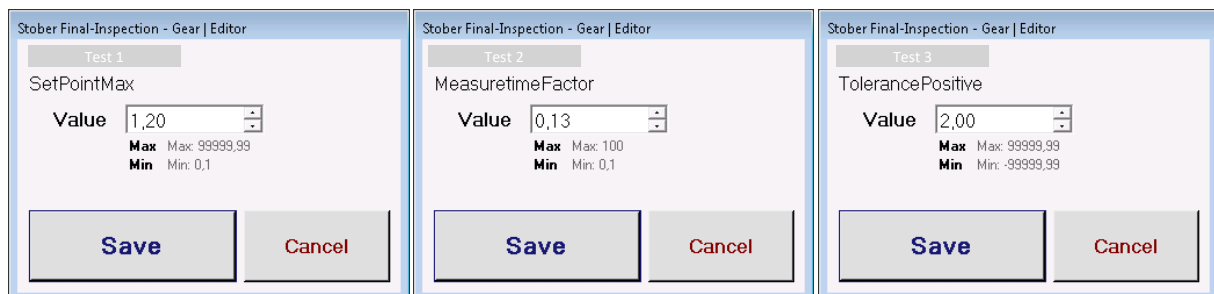 Stober Final-Inspection - Gear | Editor
Test 1
SetPointMax
Value 1,20
Max Max: 99999,99
Min Min: 0,1
Save Cancel
Stober Final-Inspection - Gear | Editor
Test 2
MeasuretimeFactor
Value 0,13
Max Max: 100
Min Min: 0,1
Save Cancel
Stober Final-Inspection - Gear | Editor
Test 3
TolerancePositive
Value 2,00
Max Max: 99999,99
Min Min: -99999,99
Save Cancel